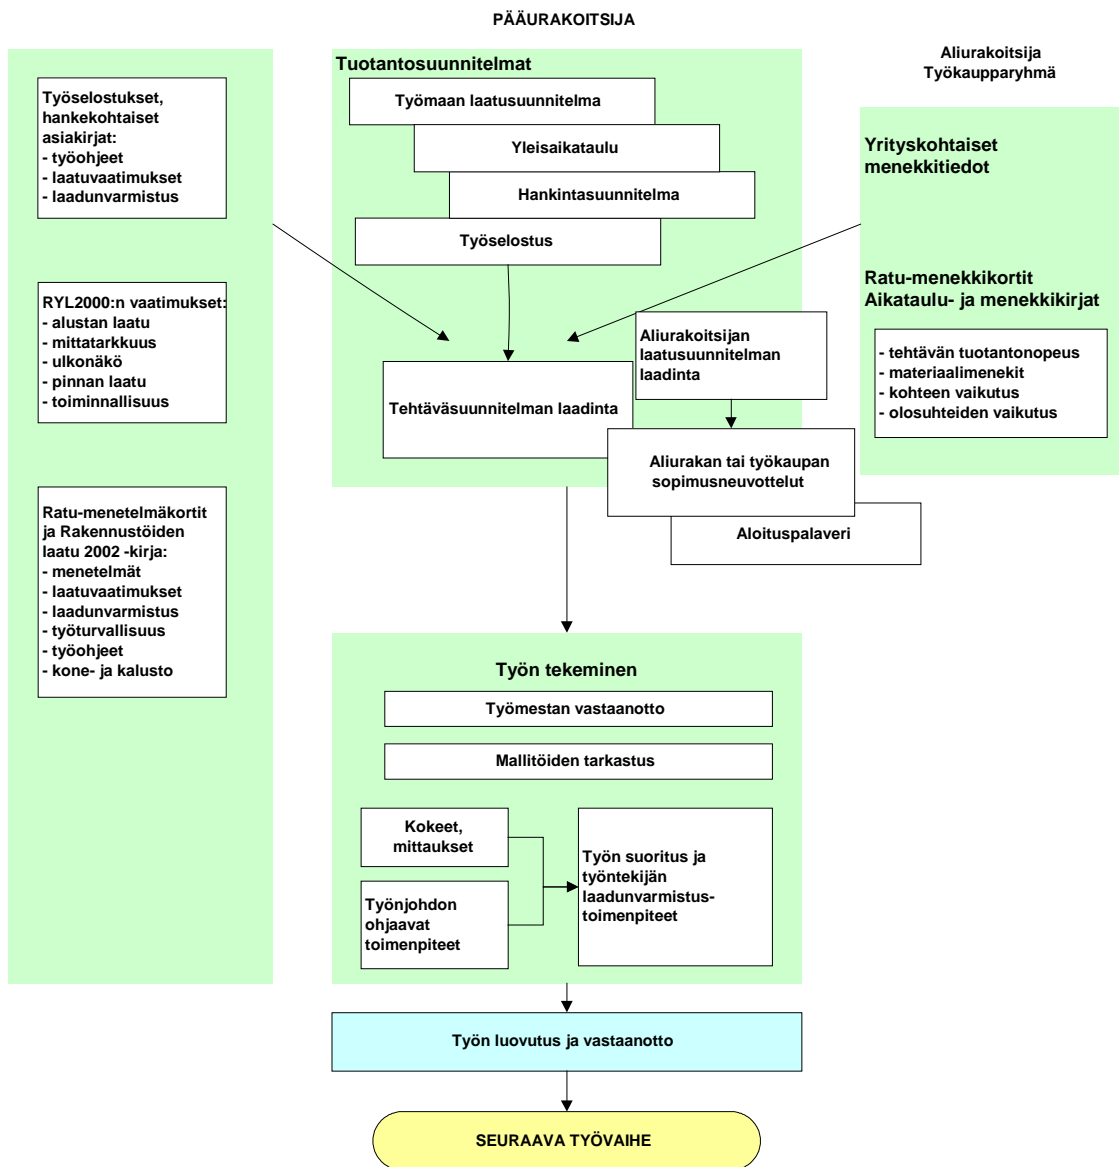 PÄÄURAKOITSIJA
Aliurakoitsija
Työkaupparyhmä
Työselostukset,
hankekohtaiset
asiakirjat:
- työohjeet
- laatuvaatimukset
- laadunvarmistus
RYL2000:n vaatimukset:
- alustan laatu
- mittatarkkuus
- ulkonäkö
- pinnan laatu
- toiminnallisuus
Ratu-menetelmäkortit
ja Rakennustöiden
laatu 2002 -kirja:
- menetelmät
- laatuvaatimukset
- laadunvarmistus
- työturvallisuus
- työohjeet
- kone- ja kalusto
Tuotantosuunnitelmat
Työmaan laatusuunnitelma
Yleisaikataulu
Hankintasuunnitelma
Työselostus
Tehtäväsuunnitelman laadinta
Aliurakoitsijan
laatusuunnitelman
laadinta
Aliurakan tai työkaupan
sopimusneuvottelut
Aloituspalaveri
Yrityskohtaiset
menekkitiedot
Ratu-menekkikortit
Aikataulu- ja menekkikirjat
- tehtävän tuotantonopeus
- materiaalimenekit
- kohteen vaikutus
- olosuhteiden vaikutus
Työn tekeminen
Työmestan vastaanotto
Mallitöiden tarkastus
Kokeet,
mittaukset
Työnjohdon
ohjaavat
toimenpiteet
Työn suoritus ja
työntekijän
laadunvarmistus-
toimenpiteet
Työn luovutus ja vastaanotto
SEURAAVA TYÖVAIHE